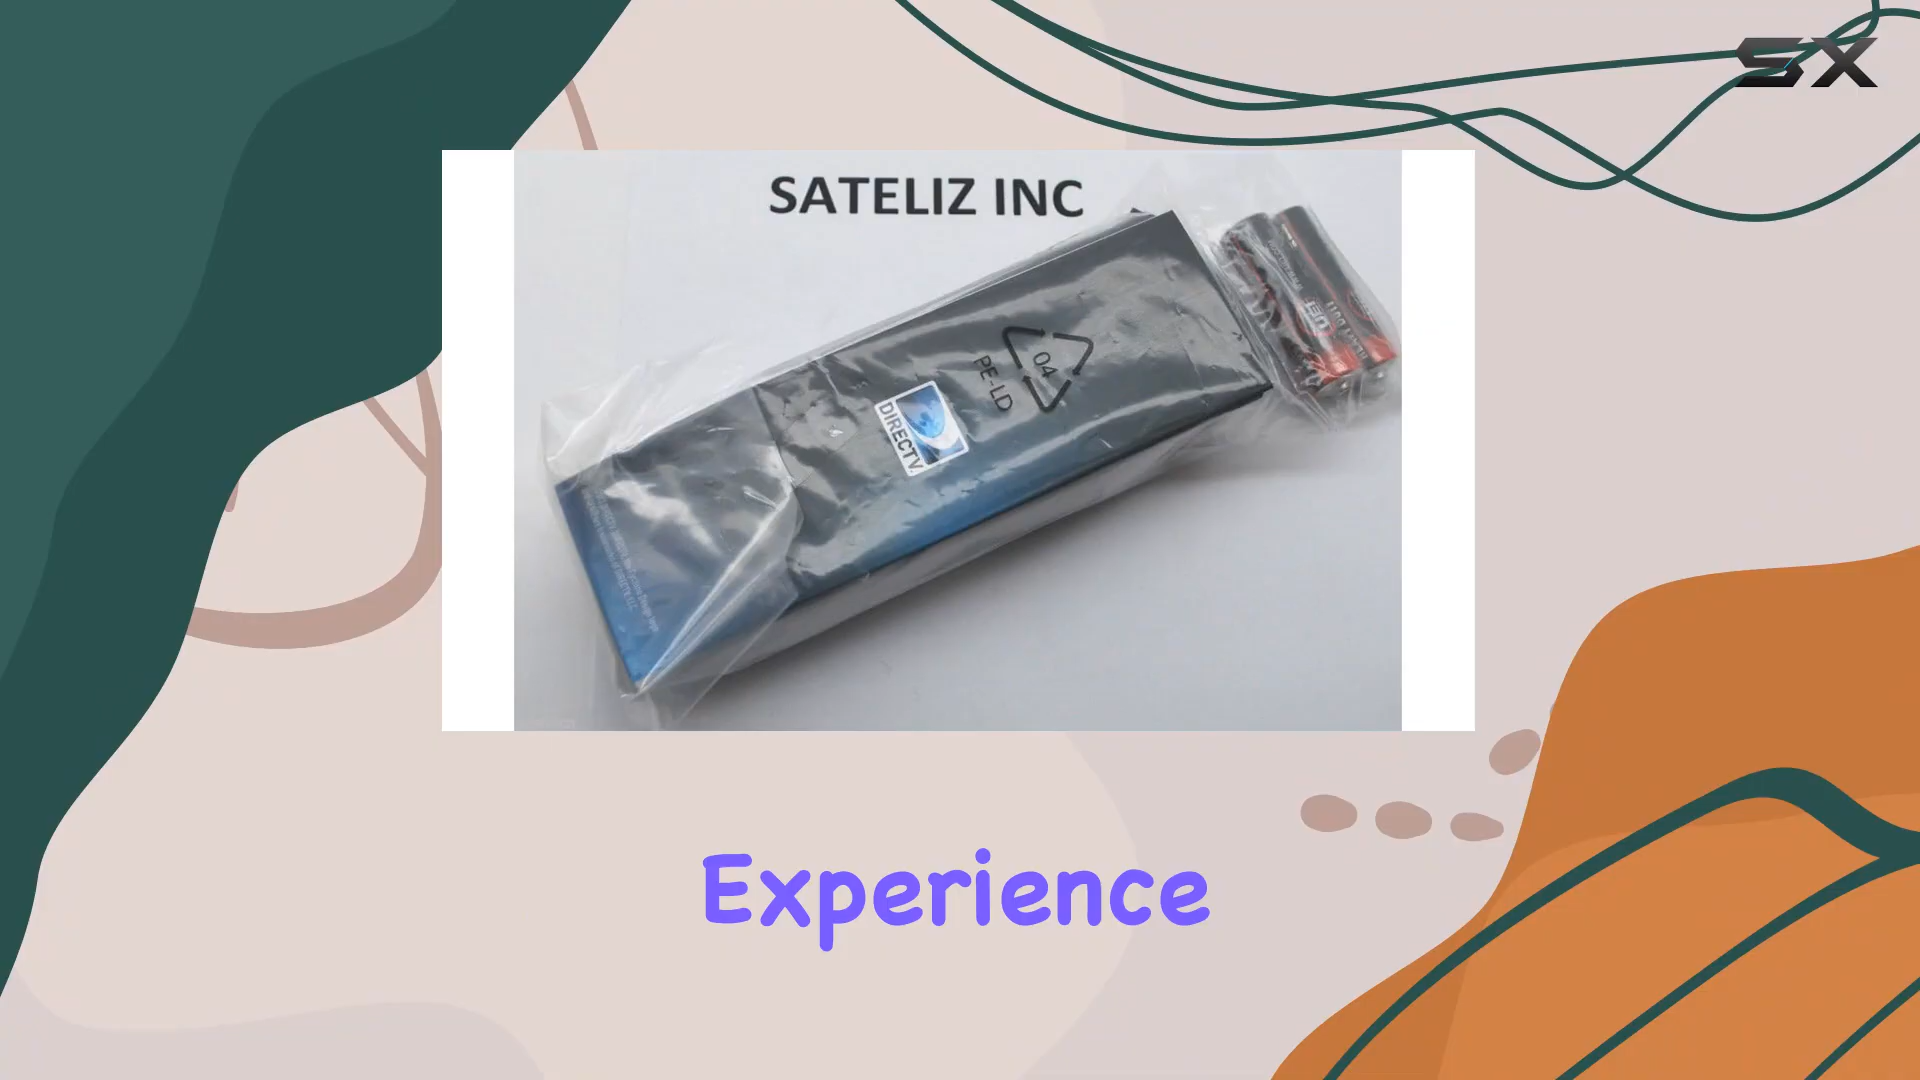 SX
SATELIZ INC
04
PE-LD
DIRECTV
Experience